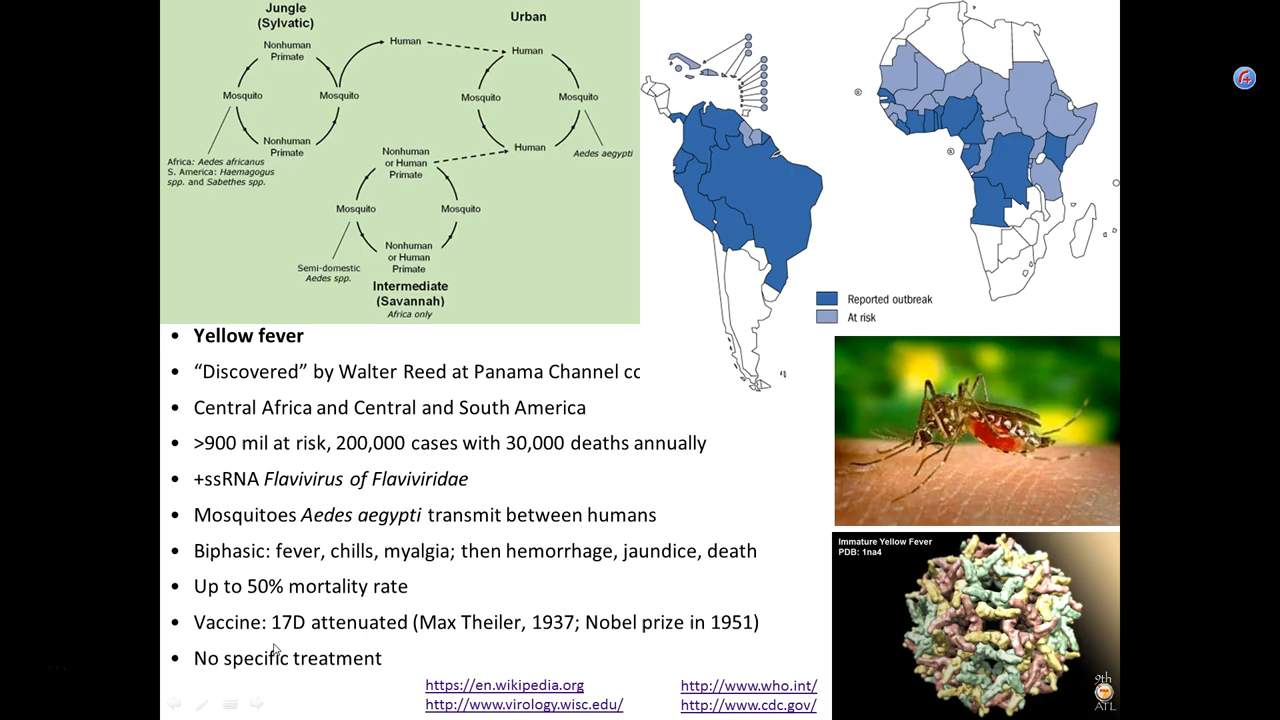 Jungle
(Sylvatic)
Nonhuman
Primate
Mosquito
Mosquito
Nonhuman
Primate
Africa: Aedes africanus
S. America: Haemagogus
spp. and Sabethes spp.
Human
Urban
Human
Mosquito
Mosquito
Human
Aedes aegypti
Nonhuman
or Human
Primate
Mosquito
Mosquito
Nonhuman
or Human
Primate
Semi-domestic
Aedes spp.
Intermediate
(Savannah)
Africa only
Reported outbreak
At risk
• Yellow fever
• “Discovered” by Walter Reed at Panama Channel cc
• Central Africa and Central and South America
• >900 mil at risk, 200,000 cases with 30,000 deaths annually
• +ssRNA Flavivirus of Flaviviridae
• Mosquitoes Aedes aegypti transmit between humans
• Biphasic: fever, chills, myalgia; then hemorrhage, jaundice, death
• Up to 50% mortality rate
• Vaccine: 17D attenuated (Max Theiler, 1937; Nobel prize in 1951)
• No specific treatment
https://en.wikipedia.org
http://www.virology.wisc.edu/
http://www.who.int/
http://www.cdc.gov/
Immature Yellow Fever
PDB: 1na4